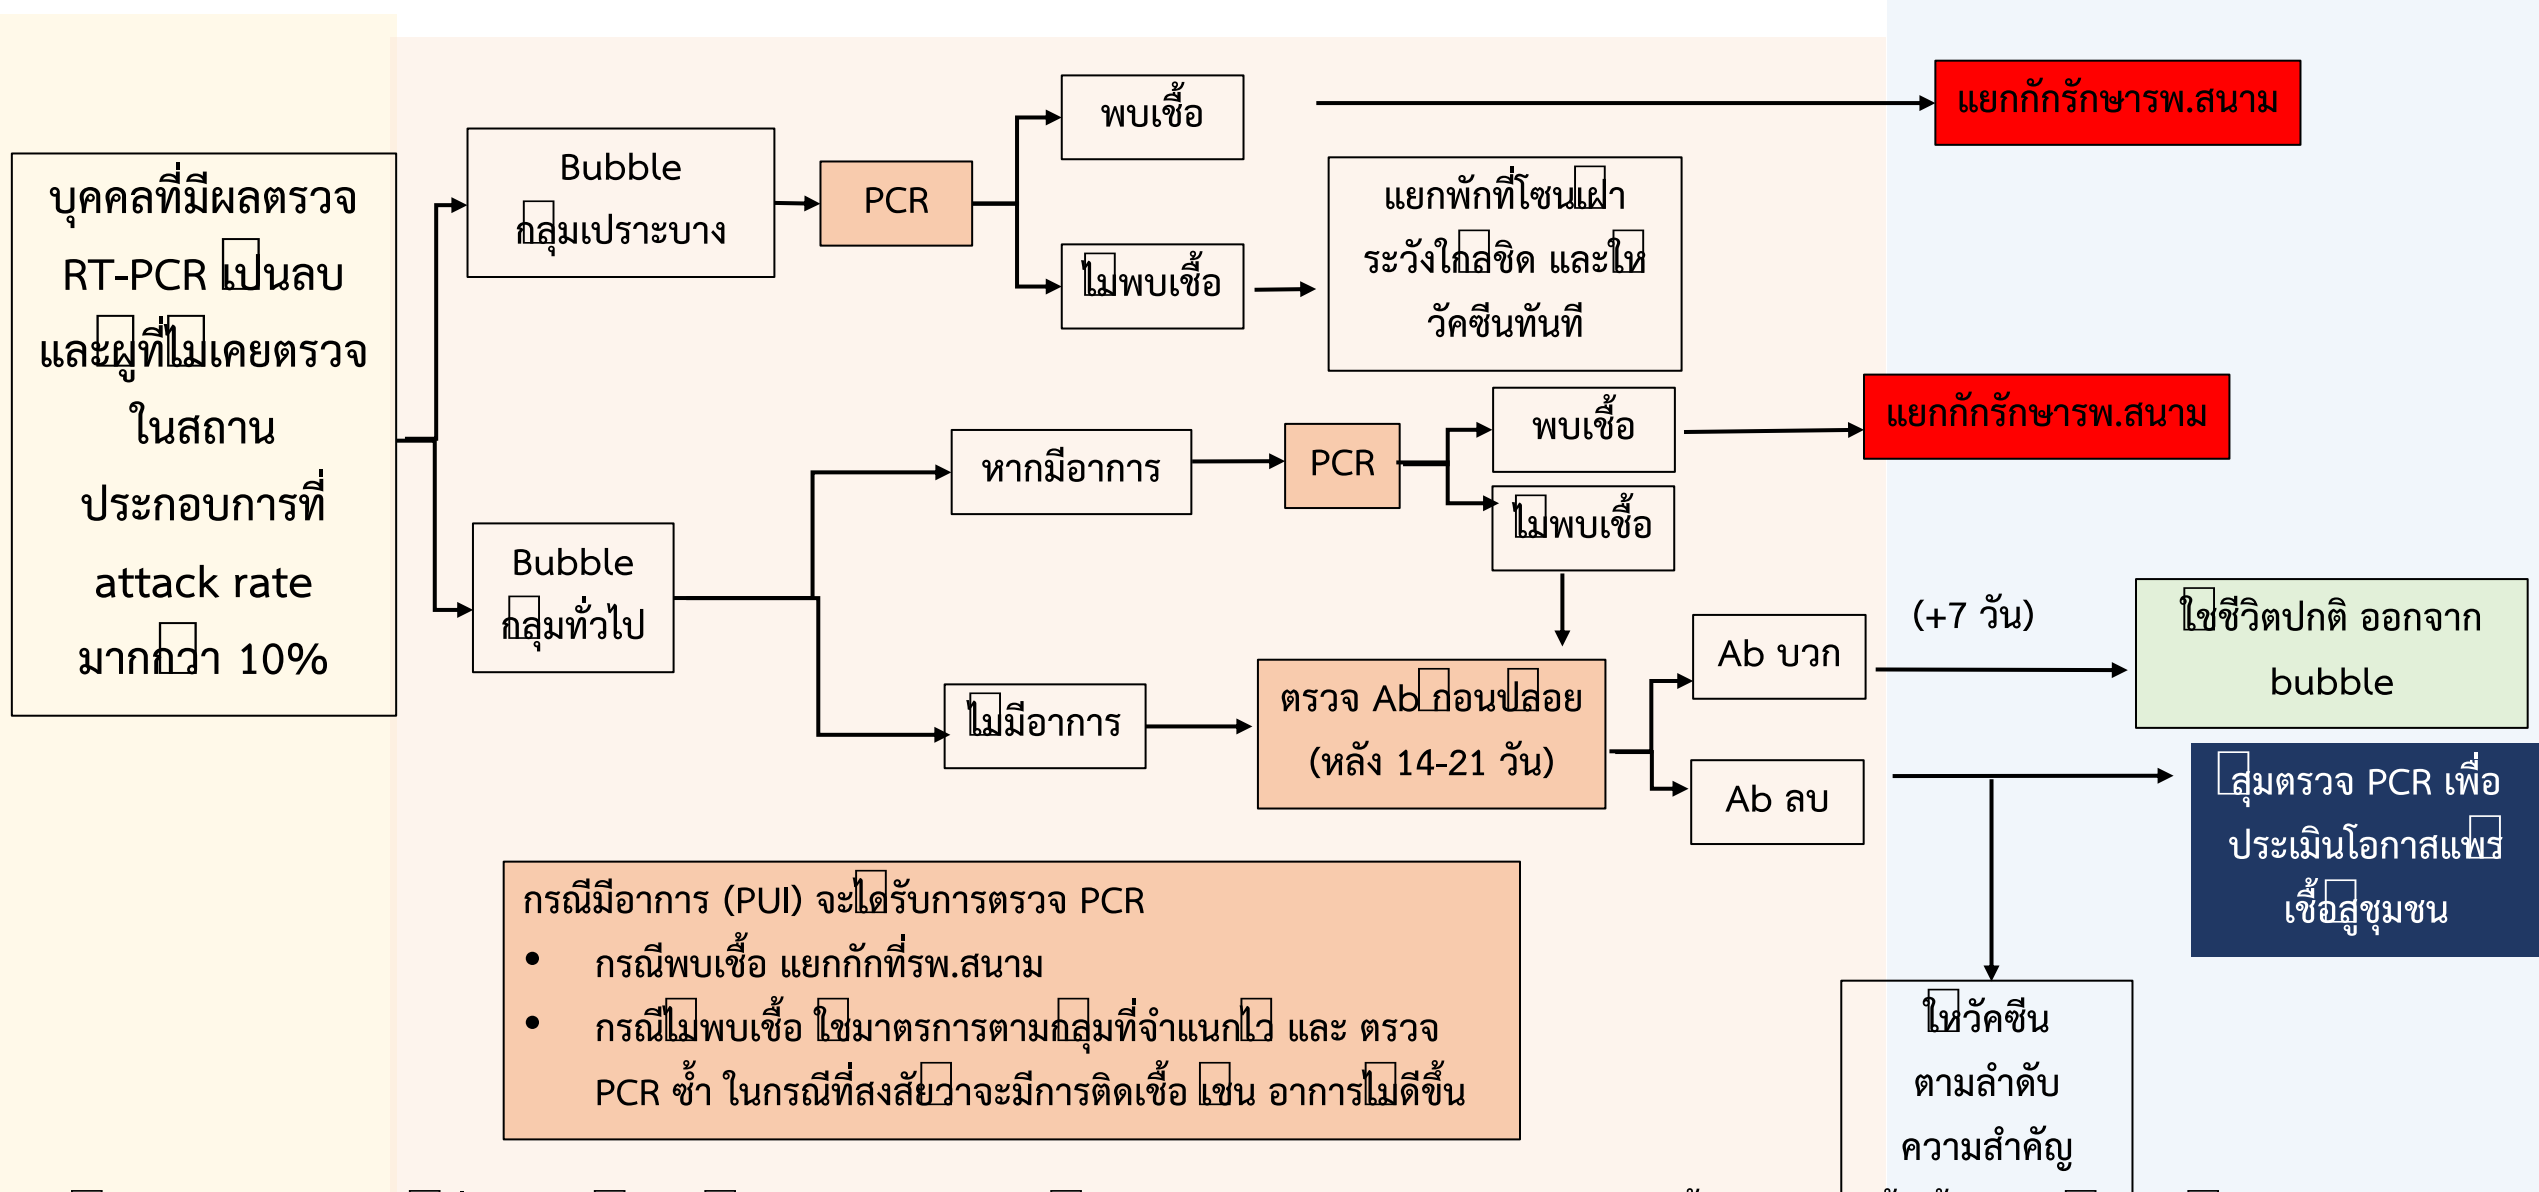 บุคคลที่มีผลตรวจ
RT-PCR เปนลบ
และผูที่ไมเคยตรวจ
ในสถาน
ประกอบการที่
attack rate
มากกวา 10%
Bubble
กลุมเปราะบาง
PCR
พบเชื้อ
แยกกักรักษารพ.สนาม
ไมพบเชื้อ
แยกพักที่โซนเฝา
ระวังใกลชิด และให
วัคซีนทันที
Bubble
กลุมทั่วไป
หากมีอาการ
PCR
พบเชื้อ
แยกกักรักษารพ.สนาม
ไมพบเชื้อ
ไมมีอาการ
ตรวจ Ab กอนปลอย
(หลัง 14-21 วัน)
Ab บวก
(+7 วัน)
ใชชีวิตปกติ ออกจาก
bubble
Ab ลบ
สุมตรวจ PCR เพื่อ
ประเมินโอกาสแพร
เชื้อสูชุมชน
ใหวัคซีน
ตามลำดับ
ความสำคัญ
กรณีมีอาการ (PUI) จะไดรับการตรวจ PCR
• กรณีพบเชื้อ แยกกักที่รพ.สนาม
• กรณีไมพบเชื้อ ใชมาตรการตามกลุมที่จำแนกไว และ ตรวจ
PCR ซ้ำ ในกรณีที่สงสัยวาจะมีการติดเชื้อ เชน อาการไมดีขึ้น